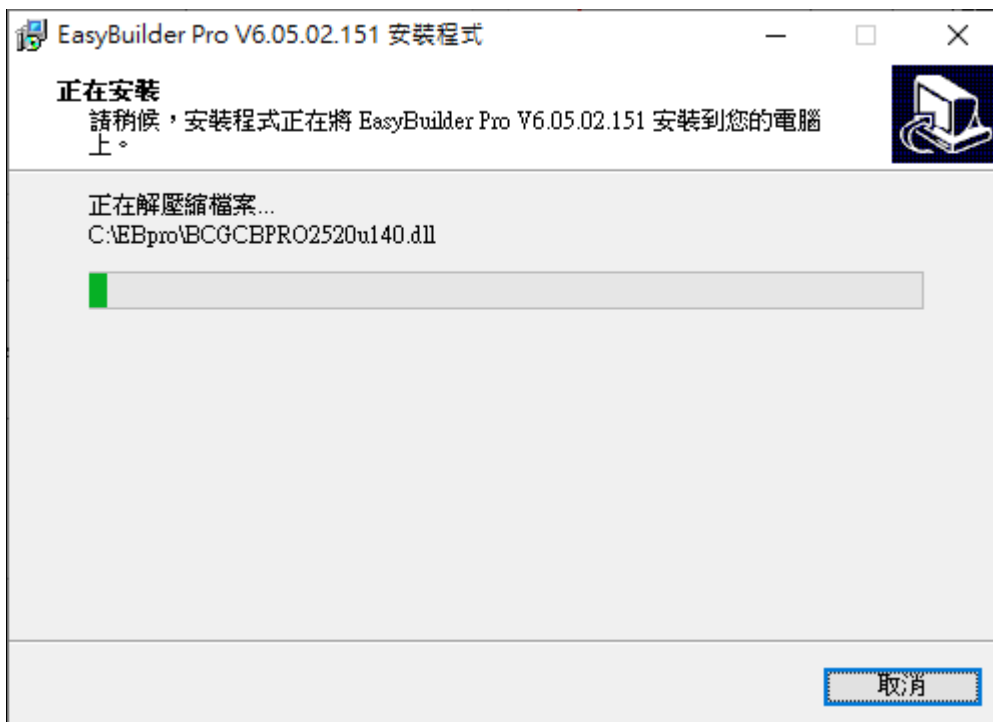 EasyBuilder Pro V6.05.02.151 安裝程式
正在安裝
請稍候，安裝程式正在將 EasyBuilder Pro V6.05.02.151 安裝到您的電腦
上。
正在解壓縮檔案...
C:\EBpro\BCGCBPRO2520u140.dll
取消